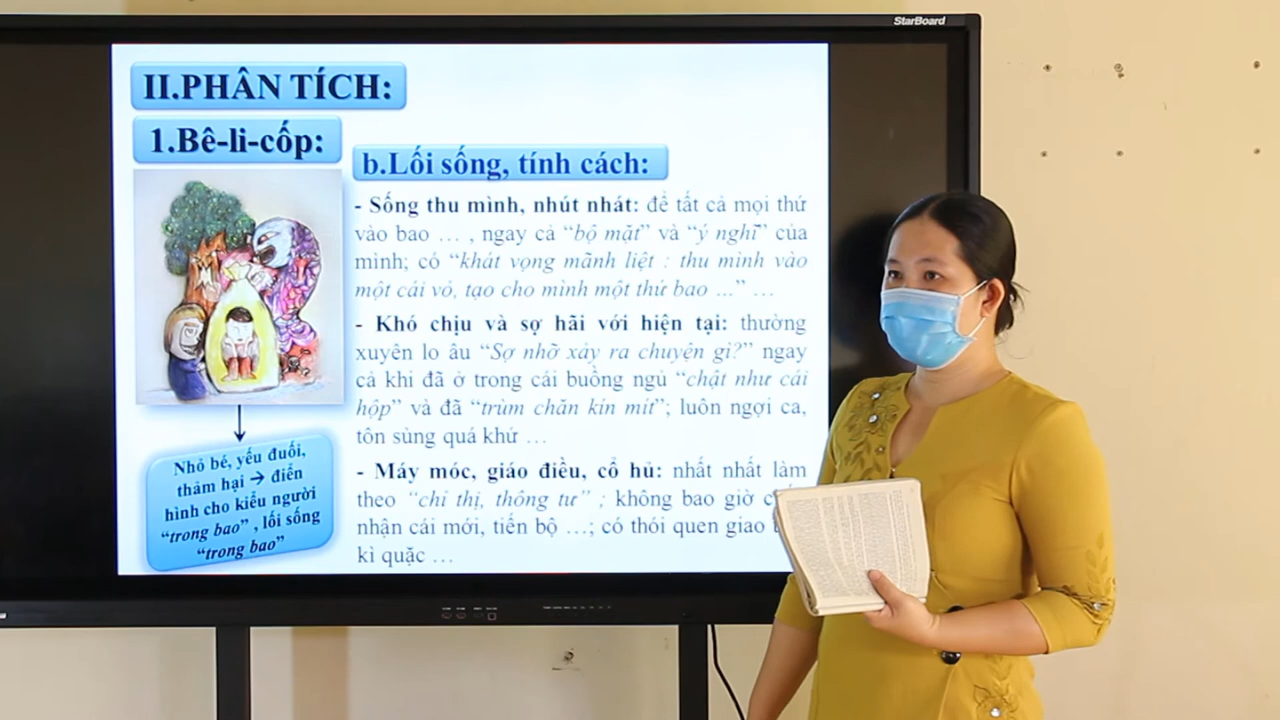 StarBoard
II.PHÂN TÍCH:
1.Bê-li-cốp:
b.Lối sống, tính cách:
- Sống thu mình, nhút nhát: để tất cả mọi thứ
vào bao … , ngay cả “bộ mặt” và “ý nghĩ” của
mình; có “khát vọng mãnh liệt : thu mình vào
một cái vỏ, tạo cho mình một thứ bao ...” …
- Khó chịu và sợ hãi với hiện tại: thường
xuyên lo âu “Sợ nhỡ xảy ra chuyện gì?” ngay
cả khi đã ở trong cái buồng ngủ “chật như cái
hộp” và đã “trùm chăn kín mít”; luôn ngợi ca,
tôn sùng quá khứ …
- Máy móc, giáo điều, cổ hủ: nhất nhất làm
theo “chỉ thị, thông tư” ; không bao giờ
nhận cái mới, tiến bộ …; có thói quen giao
kì quặc …
Nhỏ bé, yếu đuối,
thảm hại → điển
hình cho kiểu người
“trong bao” , lối sống
“trong bao”